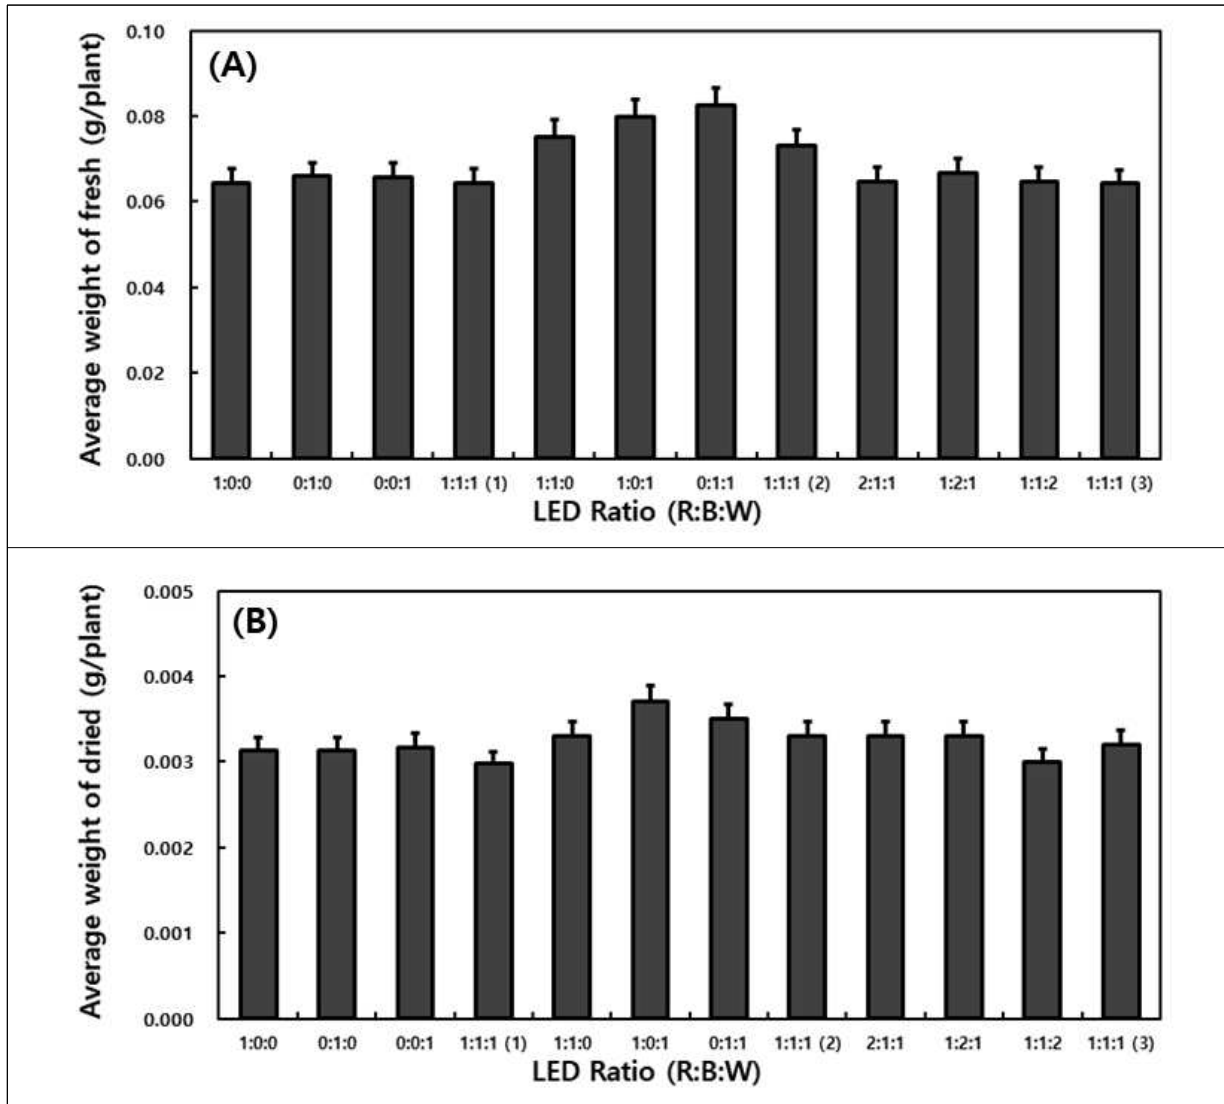 (A)
Average weight of fresh (g/plant)
0.10
0.08
0.06
0.04
0.02
0.00
1:0:0 0:1:0 0:0:1 1:1:1 (1) 1:1:0 1:0:1 0:1:1 1:1:1 (2) 2:1:1 1:2:1 1:1:2 1:1:1 (3)
LED Ratio (R:B:W)
(B)
Average weight of dried (g/plant)
0.005
0.004
0.003
0.002
0.001
0.000
1:0:0 0:1:0 0:0:1 1:1:1 (1) 1:1:0 1:0:1 0:1:1 1:1:1 (2) 2:1:1 1:2:1 1:1:2 1:1:1 (3)
LED Ratio (R:B:W)